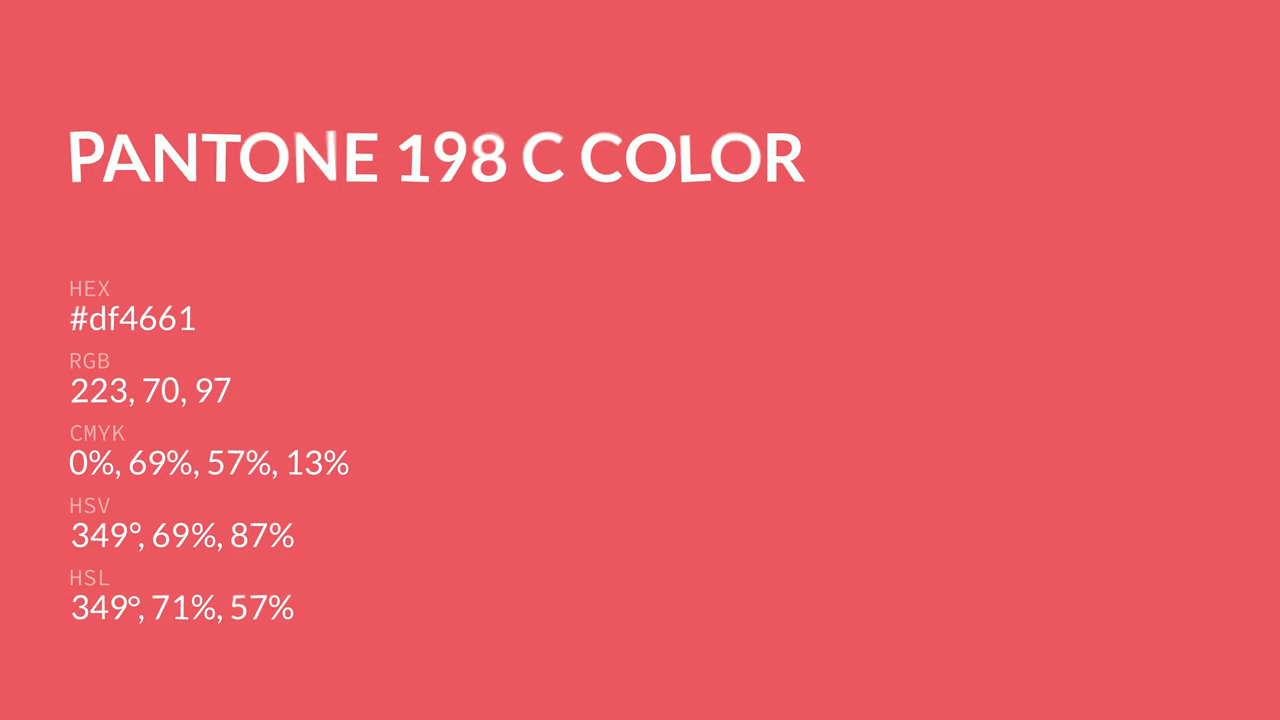 PANTONE 198 C COLOR
HEX
#df4661
RGB
223, 70, 97
CMYK
0%, 69%, 57%, 13%
HSV
349°, 69%, 87%
HSL
349°, 71%, 57%